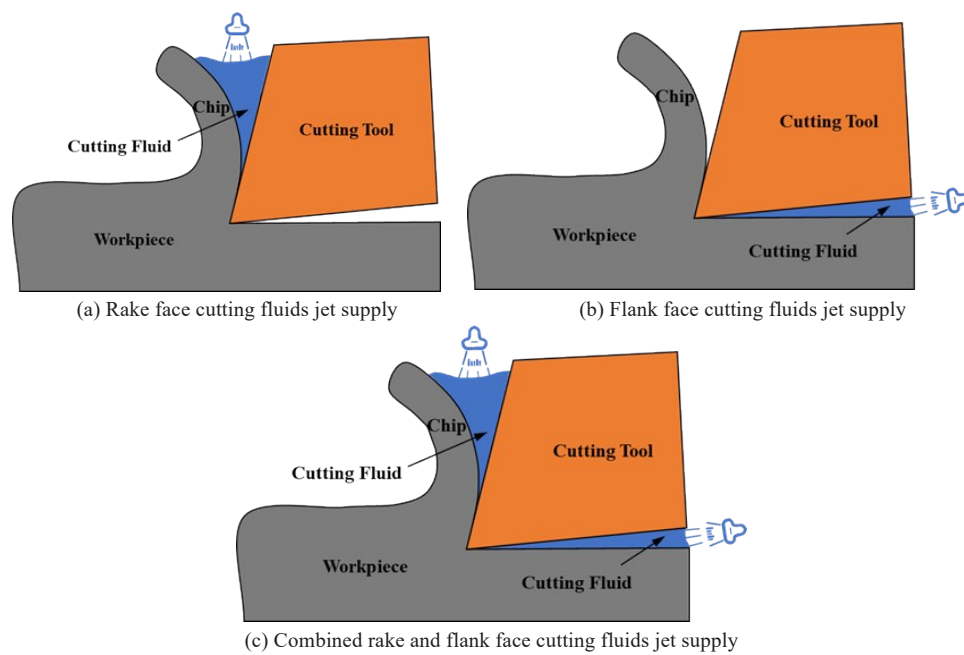 Chip
Cutting Fluid
Cutting Tool
Workpiece
(a) Rake face cutting fluids jet supply
Chip
Cutting Tool
Workpiece
Cutting Fluid
(b) Flank face cutting fluids jet supply
Chip
Cutting Fluid
Cutting Tool
Workpiece
Cutting Fluid
(c) Combined rake and flank face cutting fluids jet supply